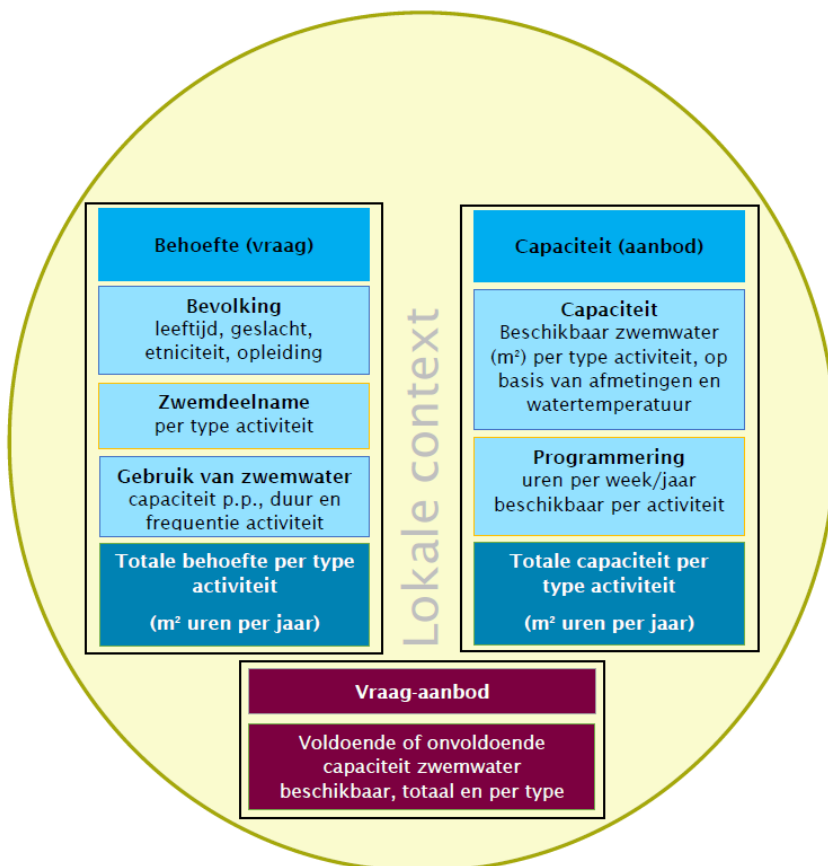 Behoefte (vraag)
Bevolking
leeftijd, geslacht,
etniciteit, opleiding
Zwemdeelname
per type activiteit
Gebruik van zwemwater
capaciteit p.p., duur en
frequentie activiteit
Totale behoefte per type
activiteit
(m² uren per jaar)
Lokale context
Capaciteit (aanbod)
Capaciteit
Beschikbaar zwemwater
(m²) per type activiteit, op
basis van afmetingen en
watertemperatuur
Programmering
uren per week/jaar
beschikbaar per activiteit
Totale capaciteit per
type activiteit
(m² uren per jaar)
Vraag-aanbod
Voldoende of onvoldoende
capaciteit zwemwater
beschikbaar, totaal en per type